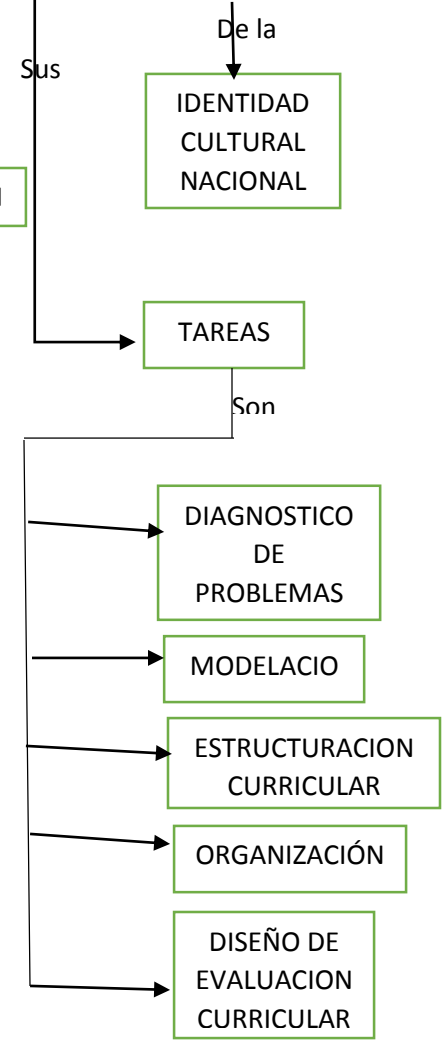 De la
Sus
IDENTIDAD
CULTURAL
NACIONAL
TAREAS
Son
DIAGNOSTICO
DE
PROBLEMAS
MODELACIO
ESTRUCTURACION
CURRICULAR
ORGANIZACIÓN
DISEÑO DE
EVALUACION
CURRICULAR